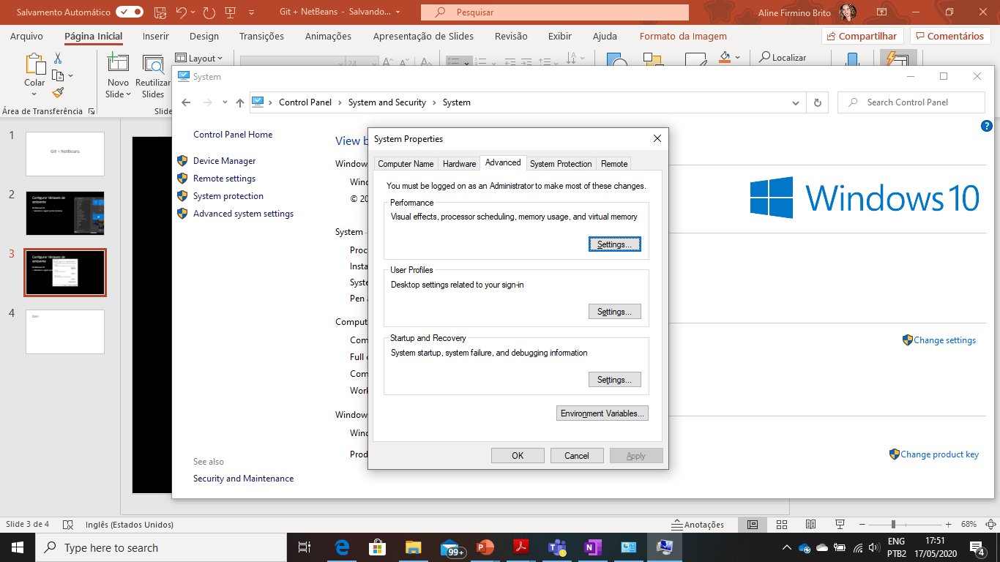 Salvamento Automático
Git + NetBeans - Salvando...
Pesquisar
Aline Firmino Brito
Arquivo
Página Inicial
Inserir
Design
Transições
Animações
Apresentação de Slides
Revisão
Exibir
Ajuda
Formato da Imagem
Compartilhar
Comentários
Colar
Novo
Slide
Reutilizar
Slides
Layout
24
Localizar
Área de Transferência
Slide
System
Control Panel > System and Security > System
Search Control Panel
Control Panel Home
Device Manager
Remote settings
System protection
Advanced system settings
See also
Security and Maintenance
View b
Window
Wind
© 20
System
Proc
Insta
Syste
Pen a
Comput
Com
Full c
Com
Work
Window
Wind
Prod
System Properties
Computer Name
Hardware
Advanced
System Protection
Remote
You must be logged on as an Administrator to make most of these changes.
Performance
Visual effects, processor scheduling, memory usage, and virtual memory
Settings...
User Profiles
Desktop settings related to your sign-in
Settings...
Startup and Recovery
System startup, system failure, and debugging information
Settings...
Environment Variables...
OK
Cancel
Apply
Windows 10
Change settings
Change product key
1
Git + NetBeans
2
Configurar Variáveis de
ambiente
3
Configurar Variáveis de
ambiente
4
Slide 3 de 4
Inglês (Estados Unidos)
Anotações
68%
Type here to search
99+
ENG
PTB2
17:51
17/05/2020
4